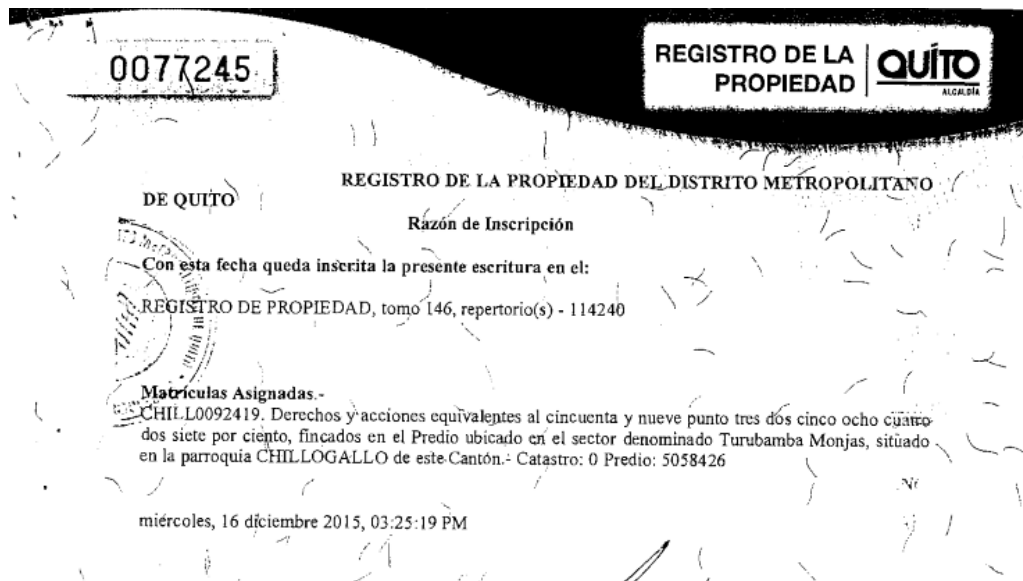 0077245
REGISTRO DE LA
PROPIEDAD
QUÍTO
ALCALDÍA
REGISTRO DE LA PROPIEDAD DEL DISTRITO METROPOLITANO
DE QUITO
Razón de Inscripción
Con esta fecha queda inscrita la presente escritura en el:
REGISTRO DE PROPIEDAD, tomo 146, repertorio(s) - 114240
Matrículas Asignadas.-
CHILL0092419. Derechos y acciones equivalentes al cincuenta y nueve punto tres dos cinco ocho cuatro
dos siete por ciento, fincados en el Predio ubicado en el sector denominado Turubamba Monjas, situado
en la parroquia CHILLOGALLO de este Cantón.- Catastro: 0 Predio: 5058426
miércoles, 16 diciembre 2015, 03:25:19 PM